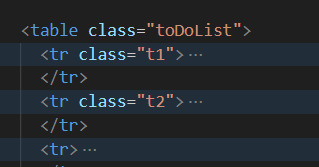 <table class="toDoList">
<tr class="t1">…
</tr>
<tr class="t2">…
</tr>
<tr>…